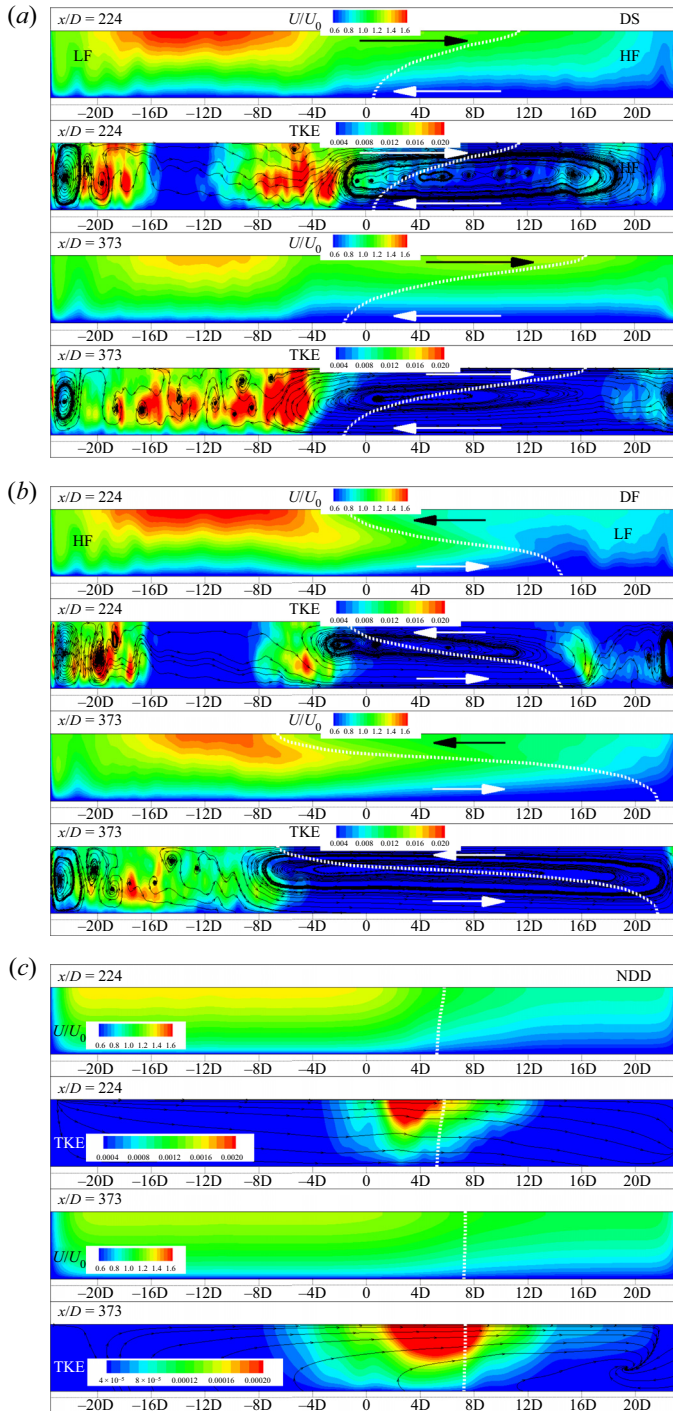 (a)
x/D = 224 U/U₀ DS
0.6 0.8 1.0 1.2 1.4 1.6
LF HF
−20D −16D −12D −8D −4D 0 4D 8D 12D 16D 20D
x/D = 224 TKE
0.004 0.008 0.012 0.016 0.020
HF
−20D −16D −12D −8D −4D 0 4D 8D 12D 16D 20D
x/D = 373 U/U₀
0.6 0.8 1.0 1.2 1.4 1.6
−20D −16D −12D −8D −4D 0 4D 8D 12D 16D 20D
x/D = 373 TKE
0.004 0.008 0.012 0.016 0.020
−20D −16D −12D −8D −4D 0 4D 8D 12D 16D 20D
(b)
x/D = 224 U/U₀ DF
0.6 0.8 1.0 1.2 1.4 1.6
HF LF
−20D −16D −12D −8D −4D 0 4D 8D 12D 16D 20D
x/D = 224 TKE
0.004 0.008 0.012 0.016 0.020
−20D −16D −12D −8D −4D 0 4D 8D 12D 16D 20D
x/D = 373 U/U₀
0.6 0.8 1.0 1.2 1.4 1.6
−20D −16D −12D −8D −4D 0 4D 8D 12D 16D 20D
x/D = 373 TKE
0.004 0.008 0.012 0.016 0.020
−20D −16D −12D −8D −4D 0 4D 8D 12D 16D 20D
(c)
x/D = 224 NDD
U/U₀
0.6 0.8 1.0 1.2 1.4 1.6
−20D −16D −12D −8D −4D 0 4D 8D 12D 16D 20D
x/D = 224
TKE
0.0004 0.0008 0.0012 0.0016 0.0020
−20D −16D −12D −8D −4D 0 4D 8D 12D 16D 20D
x/D = 373
U/U₀
0.6 0.8 1.0 1.2 1.4 1.6
−20D −16D −12D −8D −4D 0 4D 8D 12D 16D 20D
x/D = 373
TKE
4 × 10⁻⁵ 8 × 10⁻⁵ 0.00012 0.00016 0.00020
−20D −16D −12D −8D −4D 0 4D 8D 12D 16D 20D